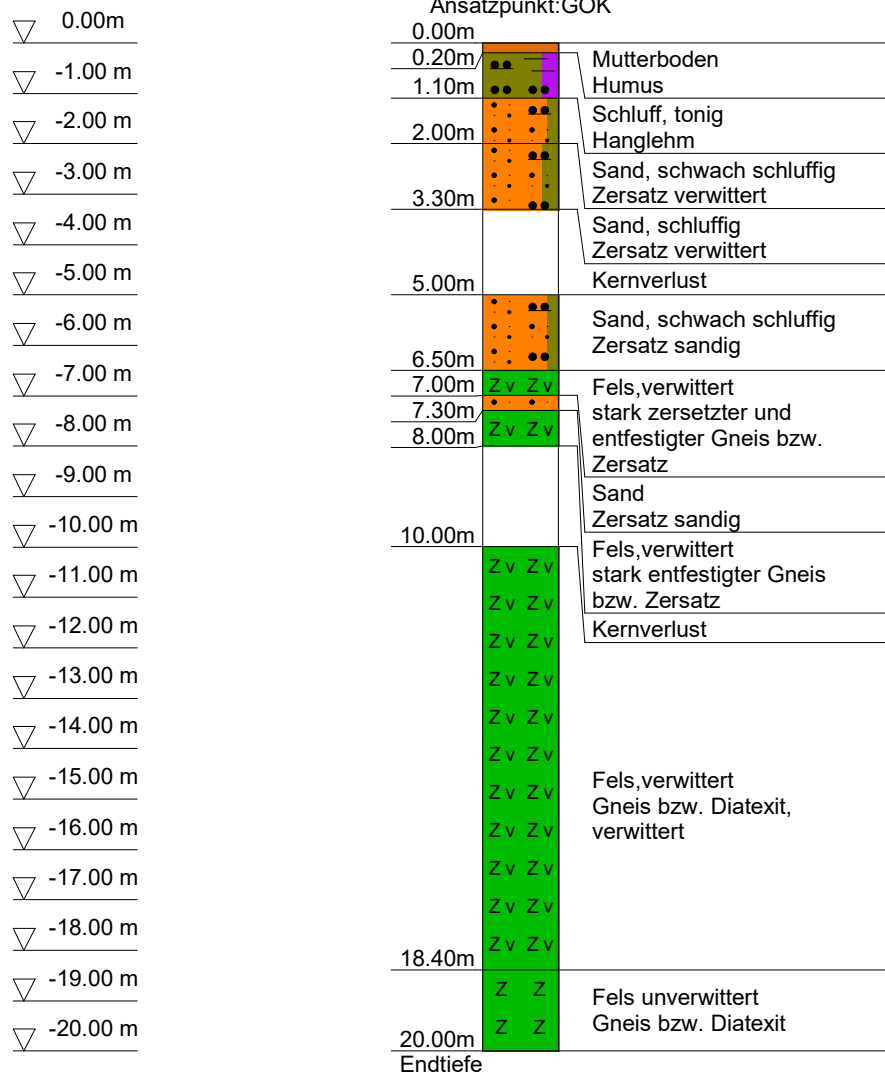 Ansatzpunkt:GOK
0.00m
-1.00 m
-2.00 m
-3.00 m
-4.00 m
-5.00 m
-6.00 m
-7.00 m
-8.00 m
-9.00 m
-10.00 m
-11.00 m
-12.00 m
-13.00 m
-14.00 m
-15.00 m
-16.00 m
-17.00 m
-18.00 m
-19.00 m
-20.00 m
0.00m
0.20m
1.10m
2.00m
3.30m
5.00m
6.50m
7.00m
7.30m
8.00m
10.00m
18.40m
20.00m
Endtiefe
Z v Z v
Z v Z v
Z v Z v
Z v Z v
Z v Z v
Z v Z v
Z v Z v
Z v Z v
Z v Z v
Z v Z v
Z v Z v
Z v Z v
Z v Z v
Z Z
Z Z
Mutterboden
Humus
Schluff, tonig
Hanglehm
Sand, schwach schluffig
Zersatz verwittert
Sand, schluffig
Zersatz verwittert
Kernverlust
Sand, schwach schluffig
Zersatz sandig
Fels,verwittert
stark zersetzter und
entfestigter Gneis bzw.
Zersatz
Sand
Zersatz sandig
Fels,verwittert
stark entfestigter Gneis
bzw. Zersatz
Kernverlust
Fels,verwittert
Gneis bzw. Diatexit,
verwittert
Fels unverwittert
Gneis bzw. Diatexit